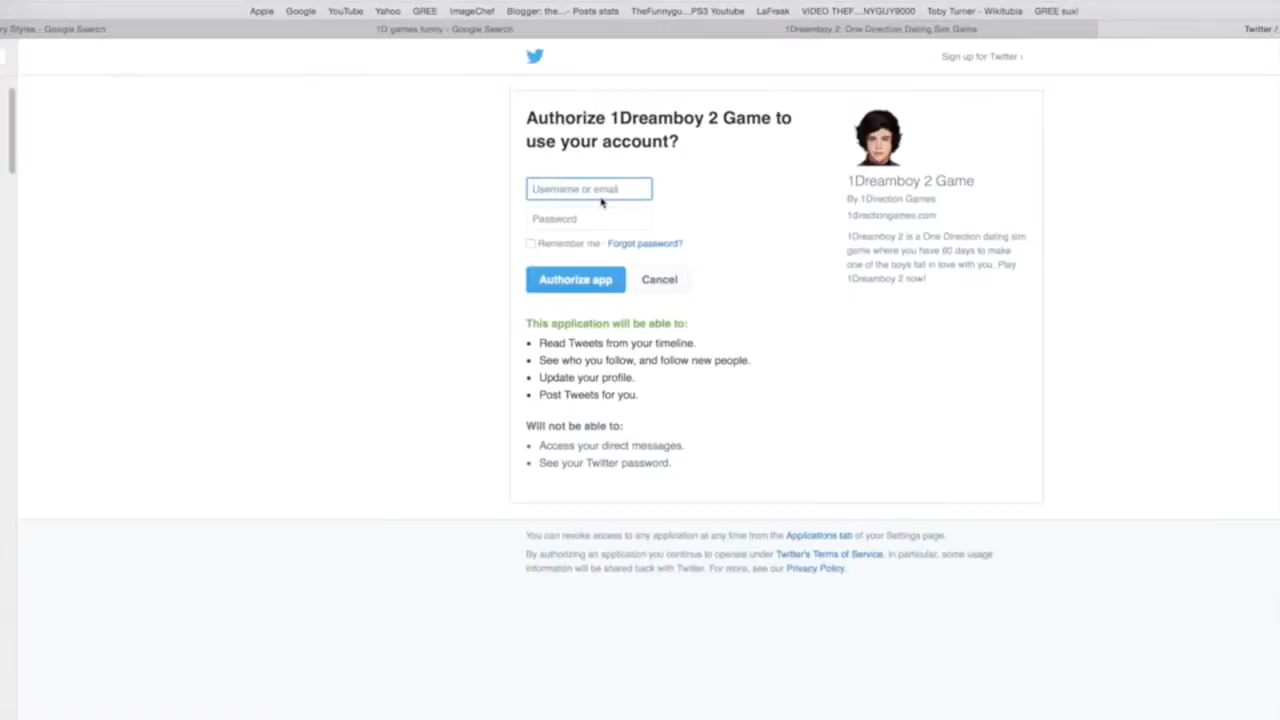 Apple Google YouTube Yahoo GREE ImageChef Blogger: the...- Posts stats TheFunnygu...PS3 Youtube LaFreak VIDEO THEF...NYGUY9000 Toby Turner - Wikitubia GREE sux!
ry Styles - Google Search 1D games funny - Google Search 1Dreamboy 2: One Direction Dating Sim Game Twitter /
Sign up for Twitter ›
Authorize 1Dreamboy 2 Game to
use your account?
Username or email
Password
Remember me · Forgot password?
Authorize app Cancel
This application will be able to:
• Read Tweets from your timeline.
• See who you follow, and follow new people.
• Update your profile.
• Post Tweets for you.
Will not be able to:
• Access your direct messages.
• See your Twitter password.
1Dreamboy 2 Game
By 1Direction Games
1directiongames.com
1Dreamboy 2 is a One Direction dating sim
game where you have 60 days to make
one of the boys fall in love with you. Play
1Dreamboy 2 now!
You can revoke access to any application at any time from the Applications tab of your Settings page.
By authorizing an application you continue to operate under Twitter's Terms of Service. In particular, some usage
information will be shared back with Twitter. For more, see our Privacy Policy.